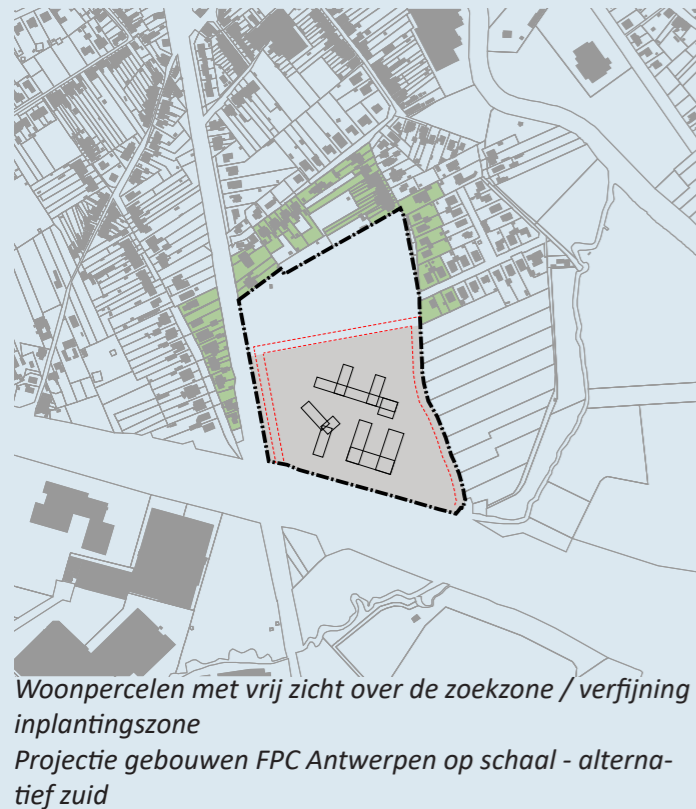 Woonpercelen met vrij zicht over de zoekzone / verfijning
inplantingszone
Projectie gebouwen FPC Antwerpen op schaal - alterna-
tief zuid